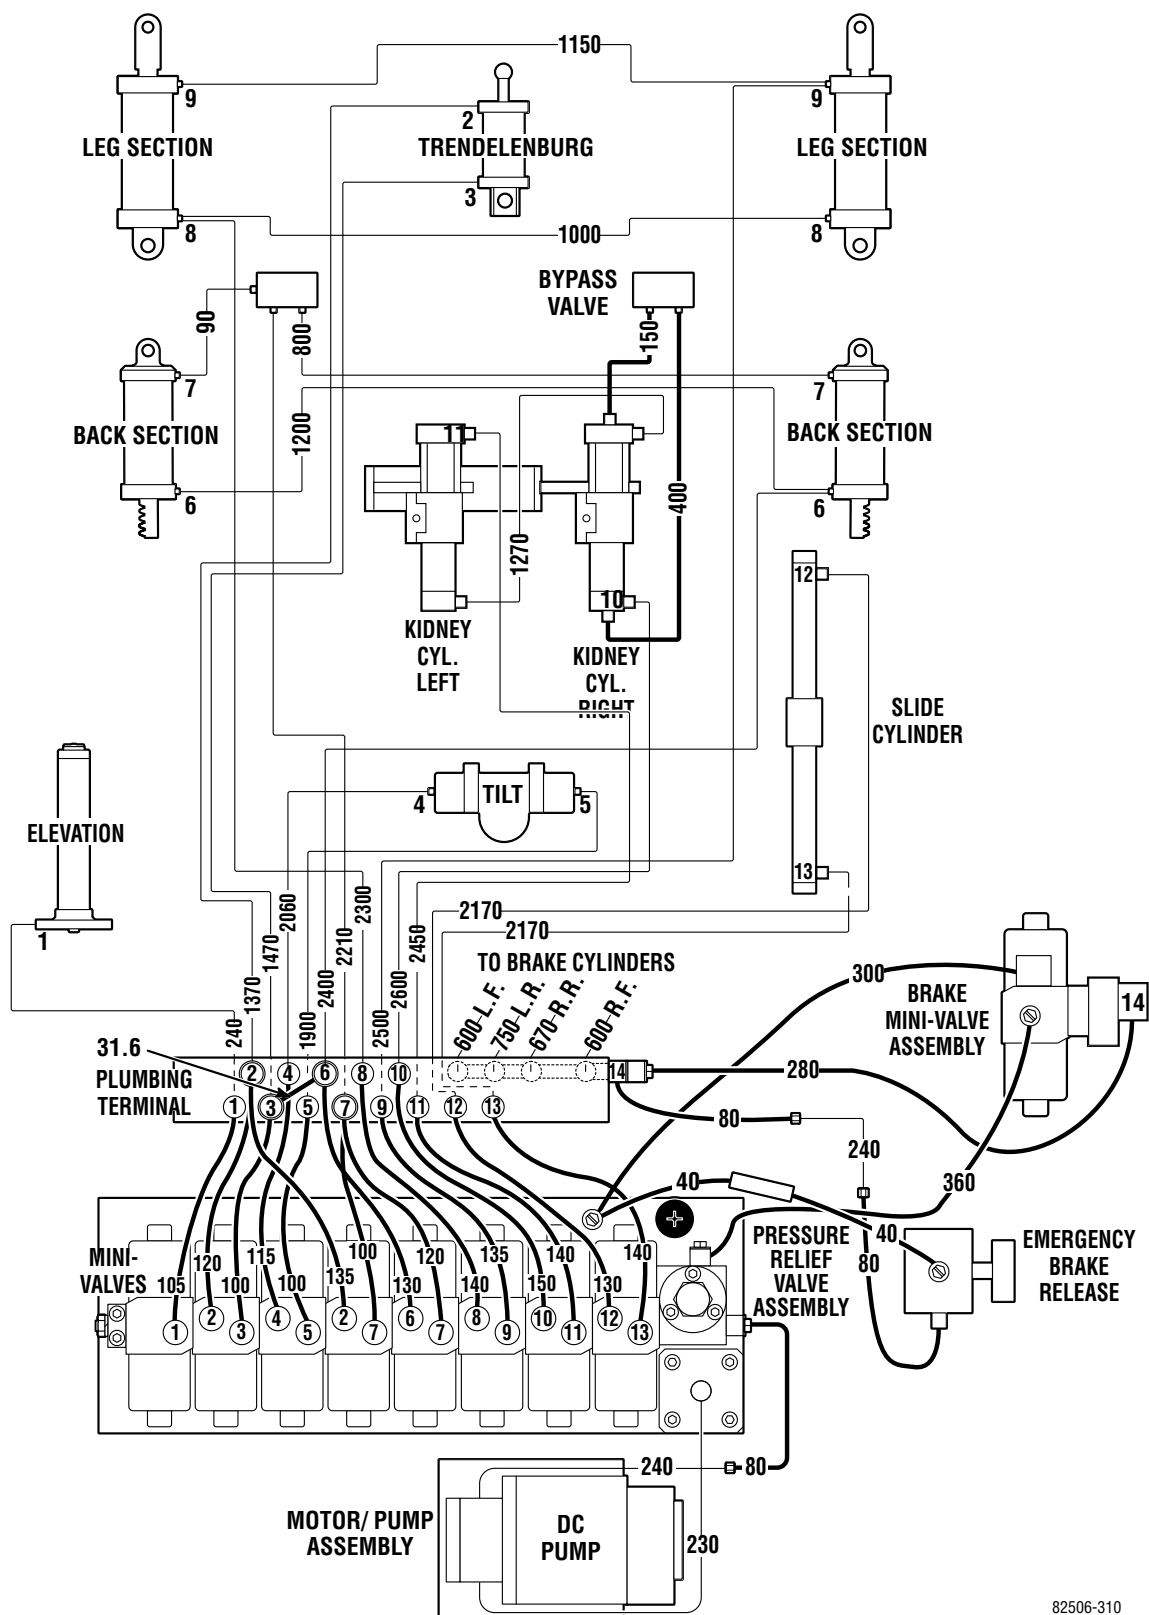 1150
9
9
2
LEG SECTION
TRENDELENBURG
LEG SECTION
3
8
1000
8
BYPASS
VALVE
90
800
150
7
7
1200
11
BACK SECTION
BACK SECTION
6
400
6
1270
12
10
KIDNEY
CYL.
LEFT
KIDNEY
CYL.
RIGHT
SLIDE
CYLINDER
4
TILT
5
ELEVATION
13
1
2060
2300
2170
2170
1470
2210
2450
TO BRAKE CYLINDERS
1370
2400
2600
600-L.F.
750-L.R.
670-R.R.
600-R.F.
300
BRAKE
MINI-VALVE
ASSEMBLY
14
240
1900
2500
31.6
PLUMBING
TERMINAL
2
4
6
8
10
14
280
1
3
5
7
9
11
12
13
80
240
360
40
40
80
MINI-
VALVES
105
120
100
115
100
135
100
130
120
140
135
150
140
130
140
PRESSURE
RELIEF
VALVE
ASSEMBLY
EMERGENCY
BRAKE
RELEASE
1
2
3
4
5
2
7
6
7
8
9
10
11
12
13
240
80
MOTOR/ PUMP
ASSEMBLY
DC
PUMP
230
82506-310